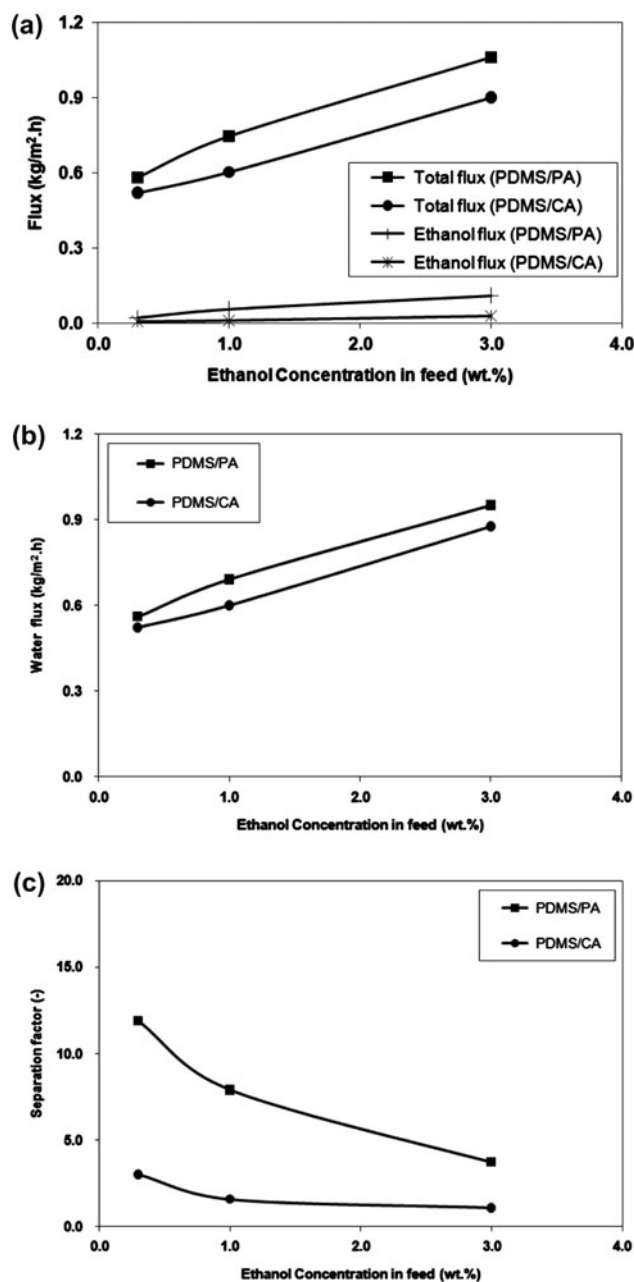 (a)
1.2
0.9
0.6
0.3
0.0
Flux (kg/m².h)
Total flux (PDMS/PA)
Total flux (PDMS/CA)
Ethanol flux (PDMS/PA)
Ethanol flux (PDMS/CA)
0.0 1.0 2.0 3.0 4.0
Ethanol Concentration in feed (wt.%)
(b)
1.2
0.9
0.6
0.3
0.0
Water flux (kg/m².h)
PDMS/PA
PDMS/CA
0.0 1.0 2.0 3.0 4.0
Ethanol Concentration in feed (wt.%)
(c)
20.0
15.0
10.0
5.0
0.0
Separation factor (-)
PDMS/PA
PDMS/CA
0.0 1.0 2.0 3.0 4.0
Ethanol Concentration in feed (wt.%)